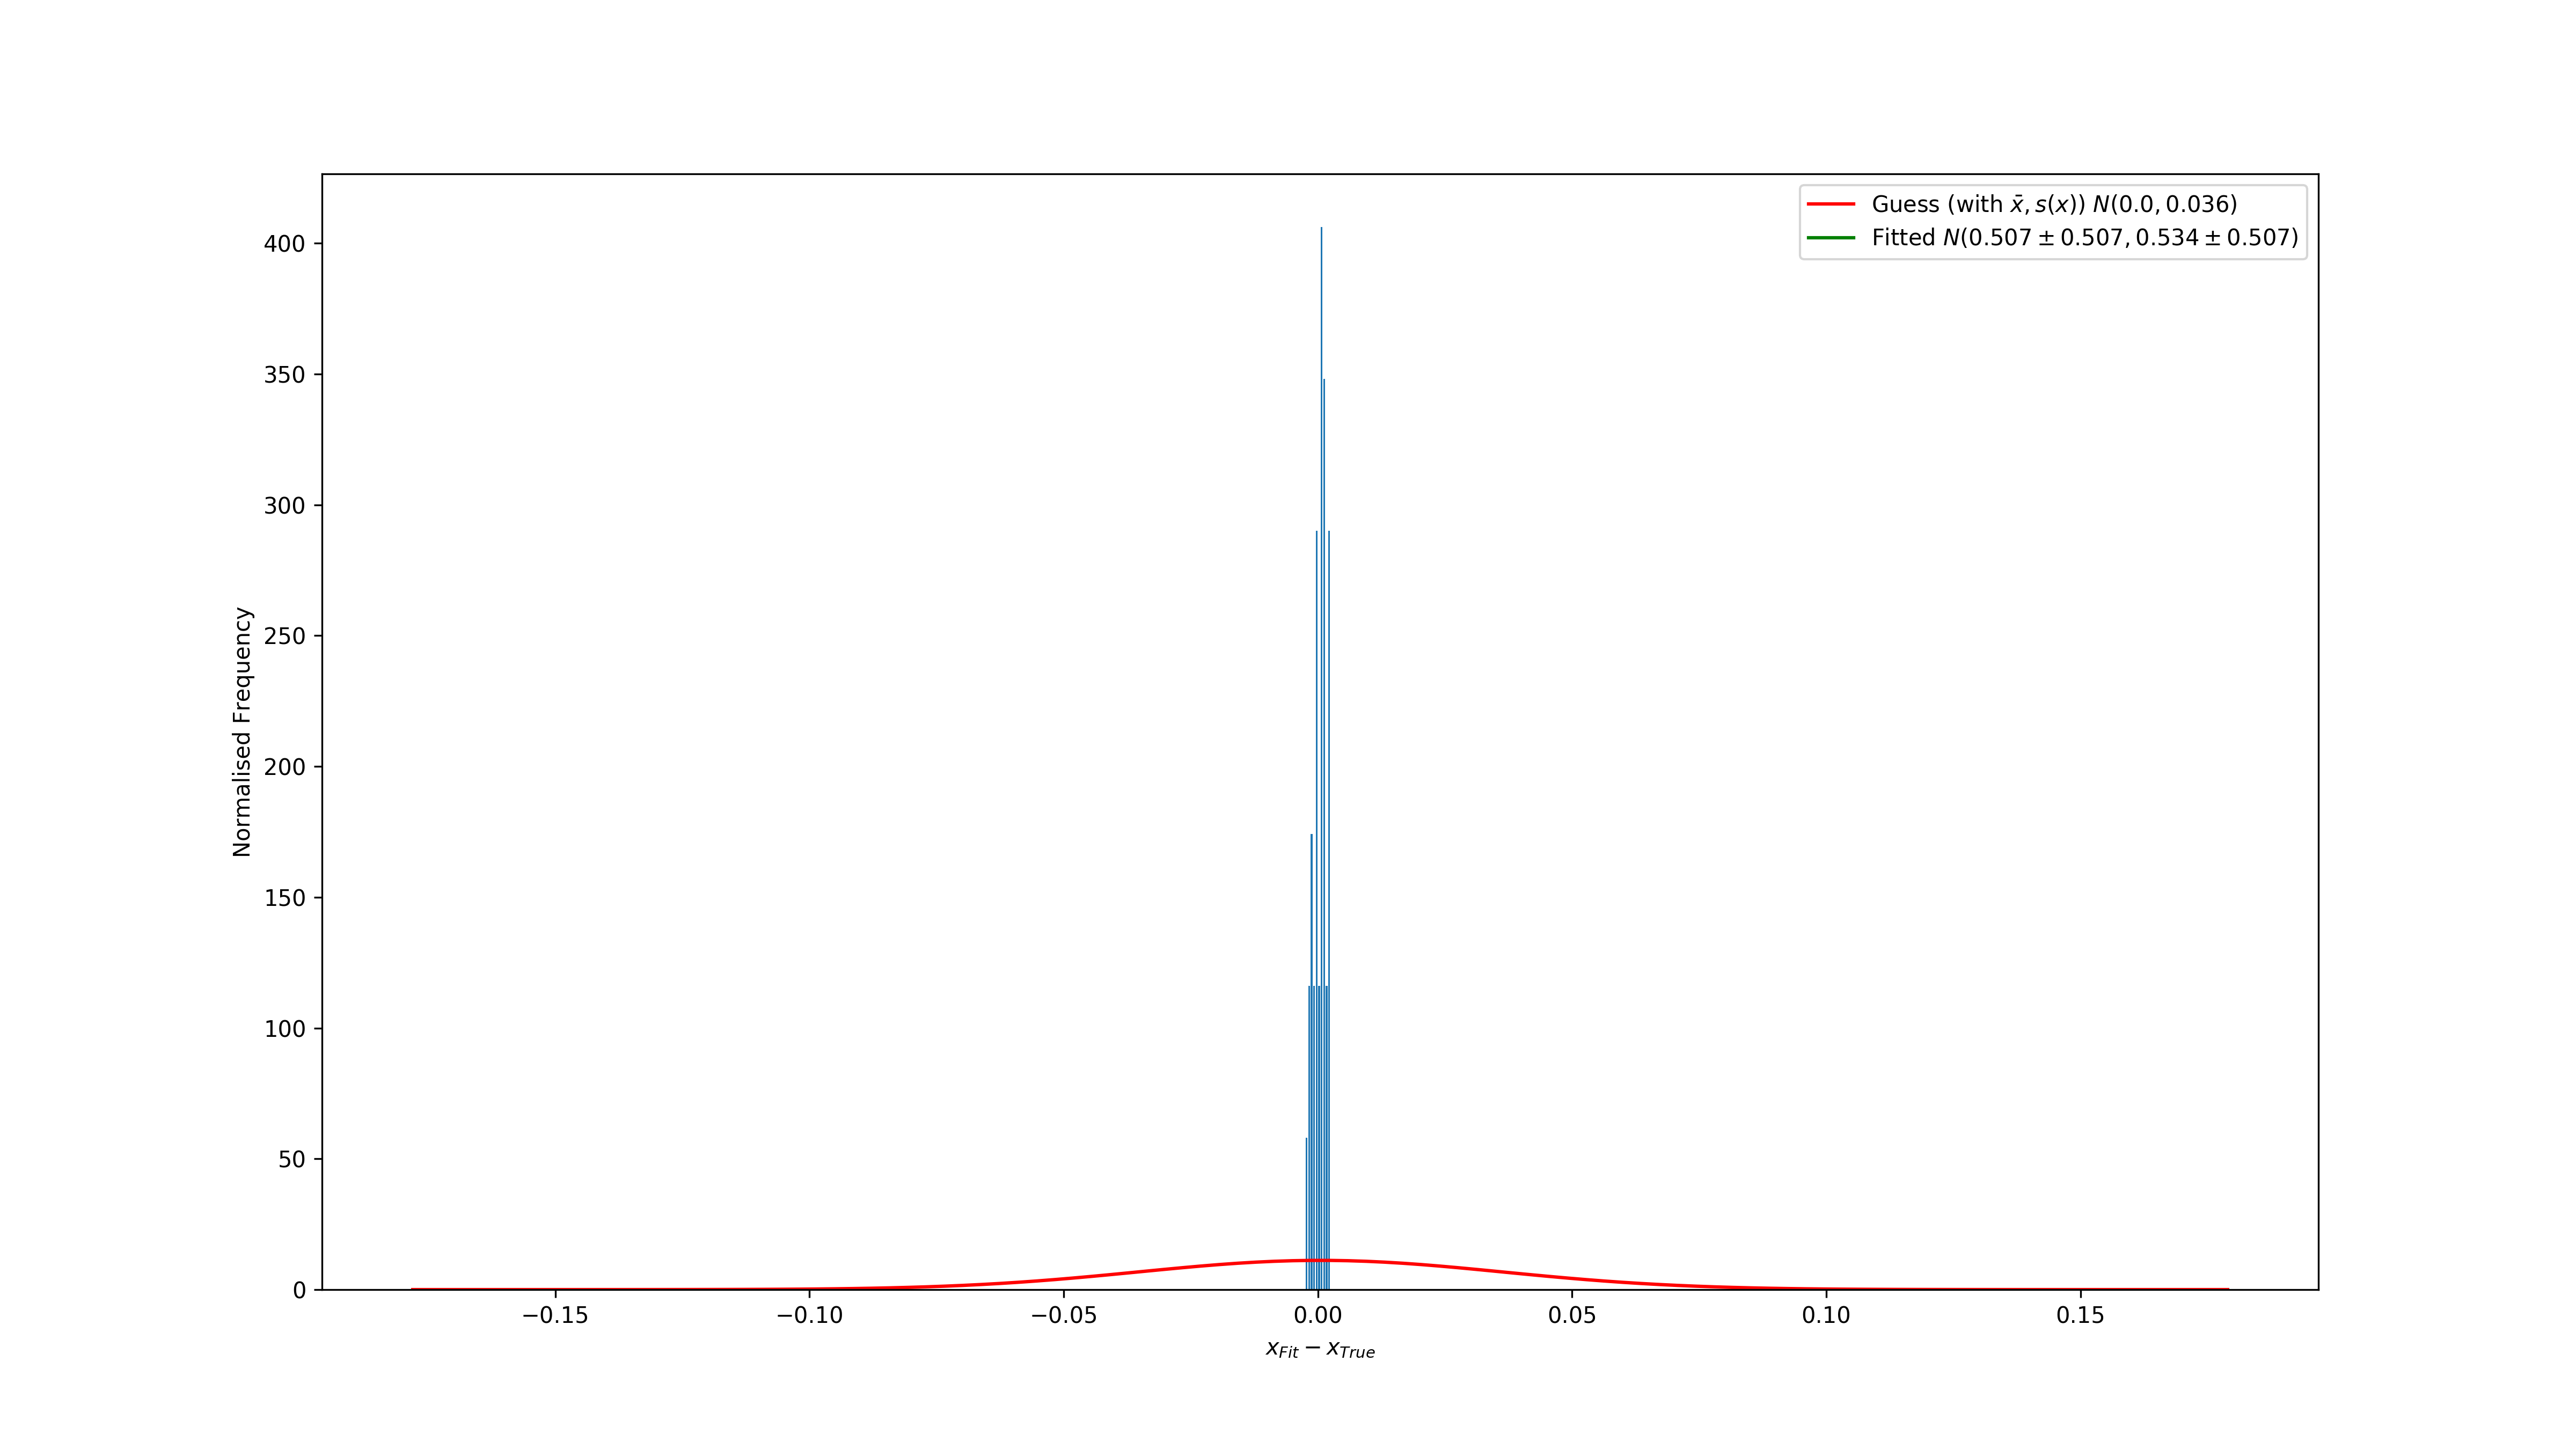 Guess (with x̄, s(x)) N(0.0, 0.036)
Fitted N(0.507 ± 0.507, 0.534 ± 0.507)
400
350
300
250
200
150
100
50
0
Normalised Frequency
−0.15 −0.10 −0.05 0.00 0.05 0.10 0.15
x_Fit − x_True